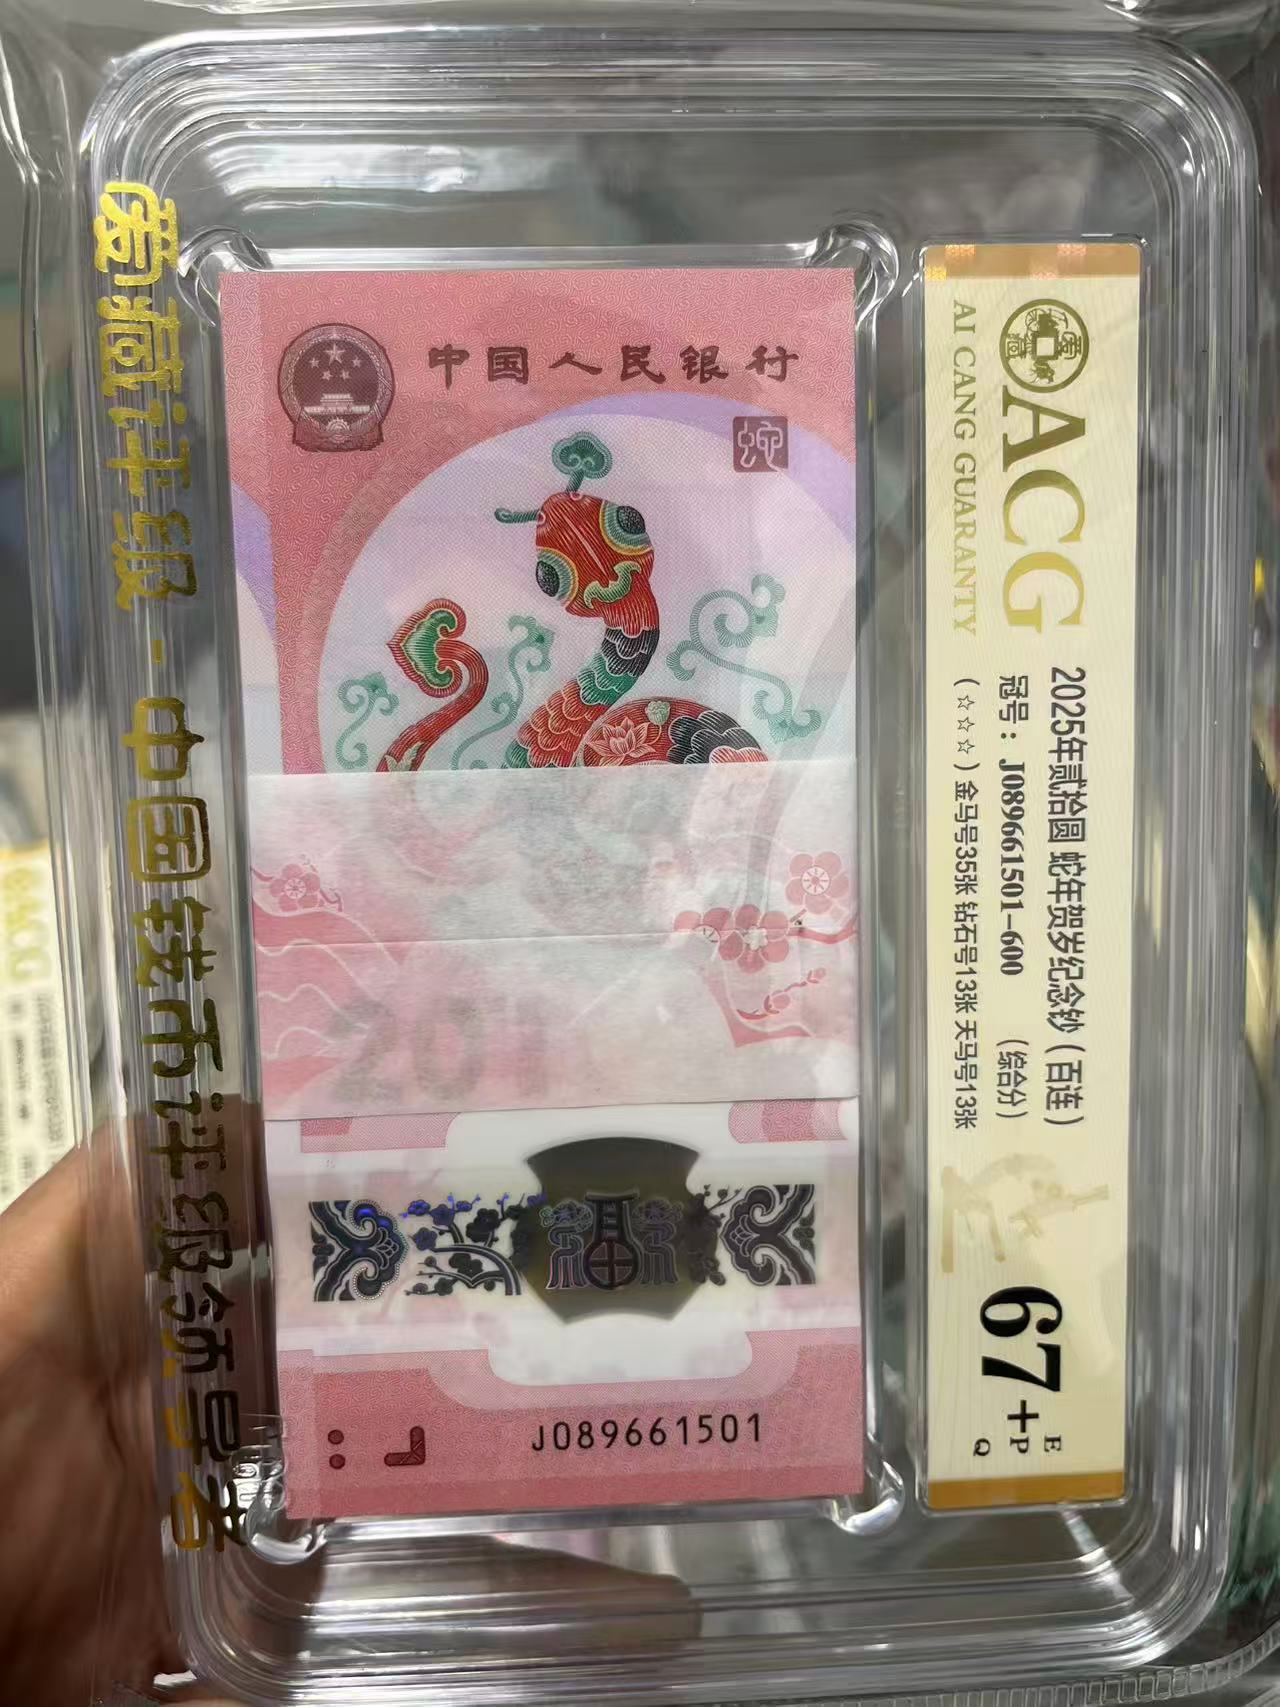 爱藏评级-中国钱币评级领导者
中国人民银行
蛇
20
J089661501
ACG
AI CANG GUARANTY
2025年贰拾圆 蛇年贺岁纪念钞(百连)
冠号:J089661501-600 (综合分)
(☆☆☆)金马号35张 钻石号13张 天马号13张
67+
E
P
Q